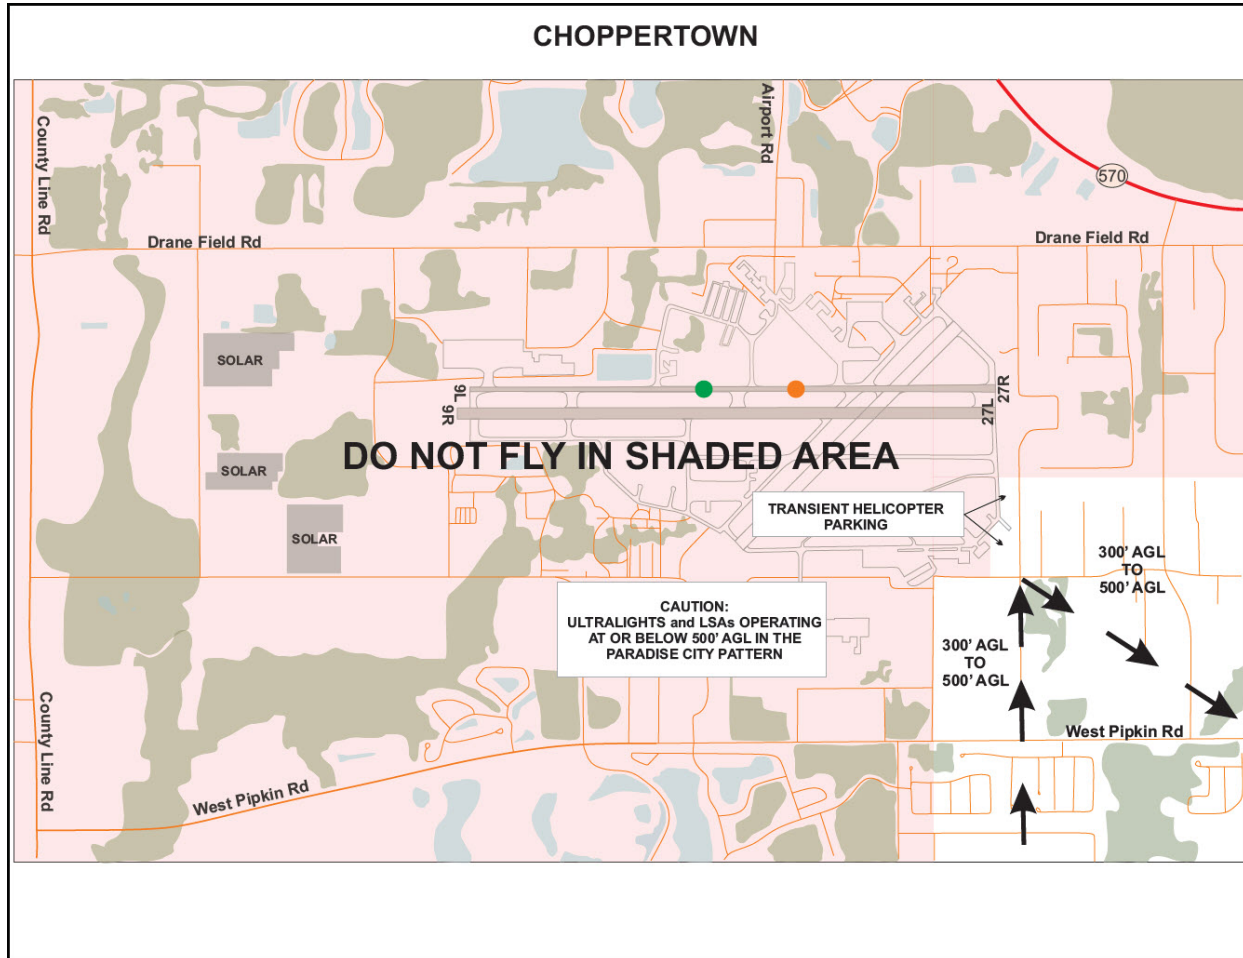 CHOPPERTOWN
County Line Rd
Airport Rd
570
Drane Field Rd
Drane Field Rd
SOLAR
9L
9R
27R
27L
DO NOT FLY IN SHADED AREA
SOLAR
TRANSIENT HELICOPTER
PARKING
SOLAR
300' AGL
TO
500' AGL
CAUTION:
ULTRALIGHTS and LSAs OPERATING
AT OR BELOW 500' AGL IN THE
PARADISE CITY PATTERN
300' AGL
TO
500' AGL
County Line Rd
West Pipkin Rd
West Pipkin Rd